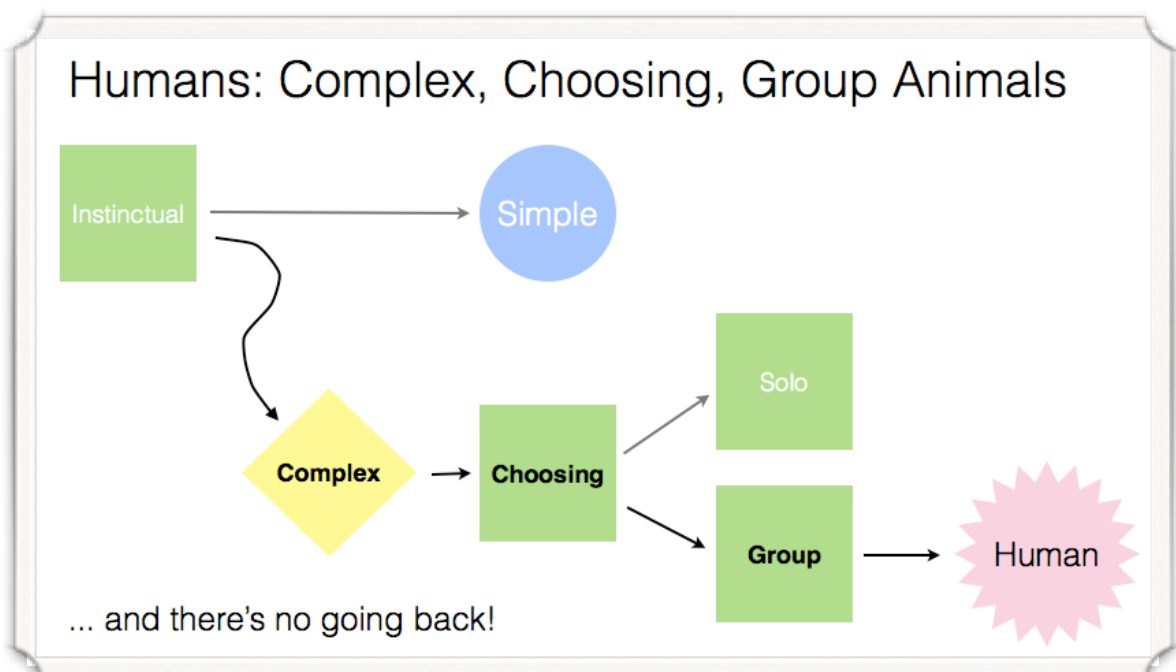 Humans: Complex, Choosing, Group Animals
Instinctual
Simple
Solo
Complex
Choosing
Group
Human
... and there's no going back!